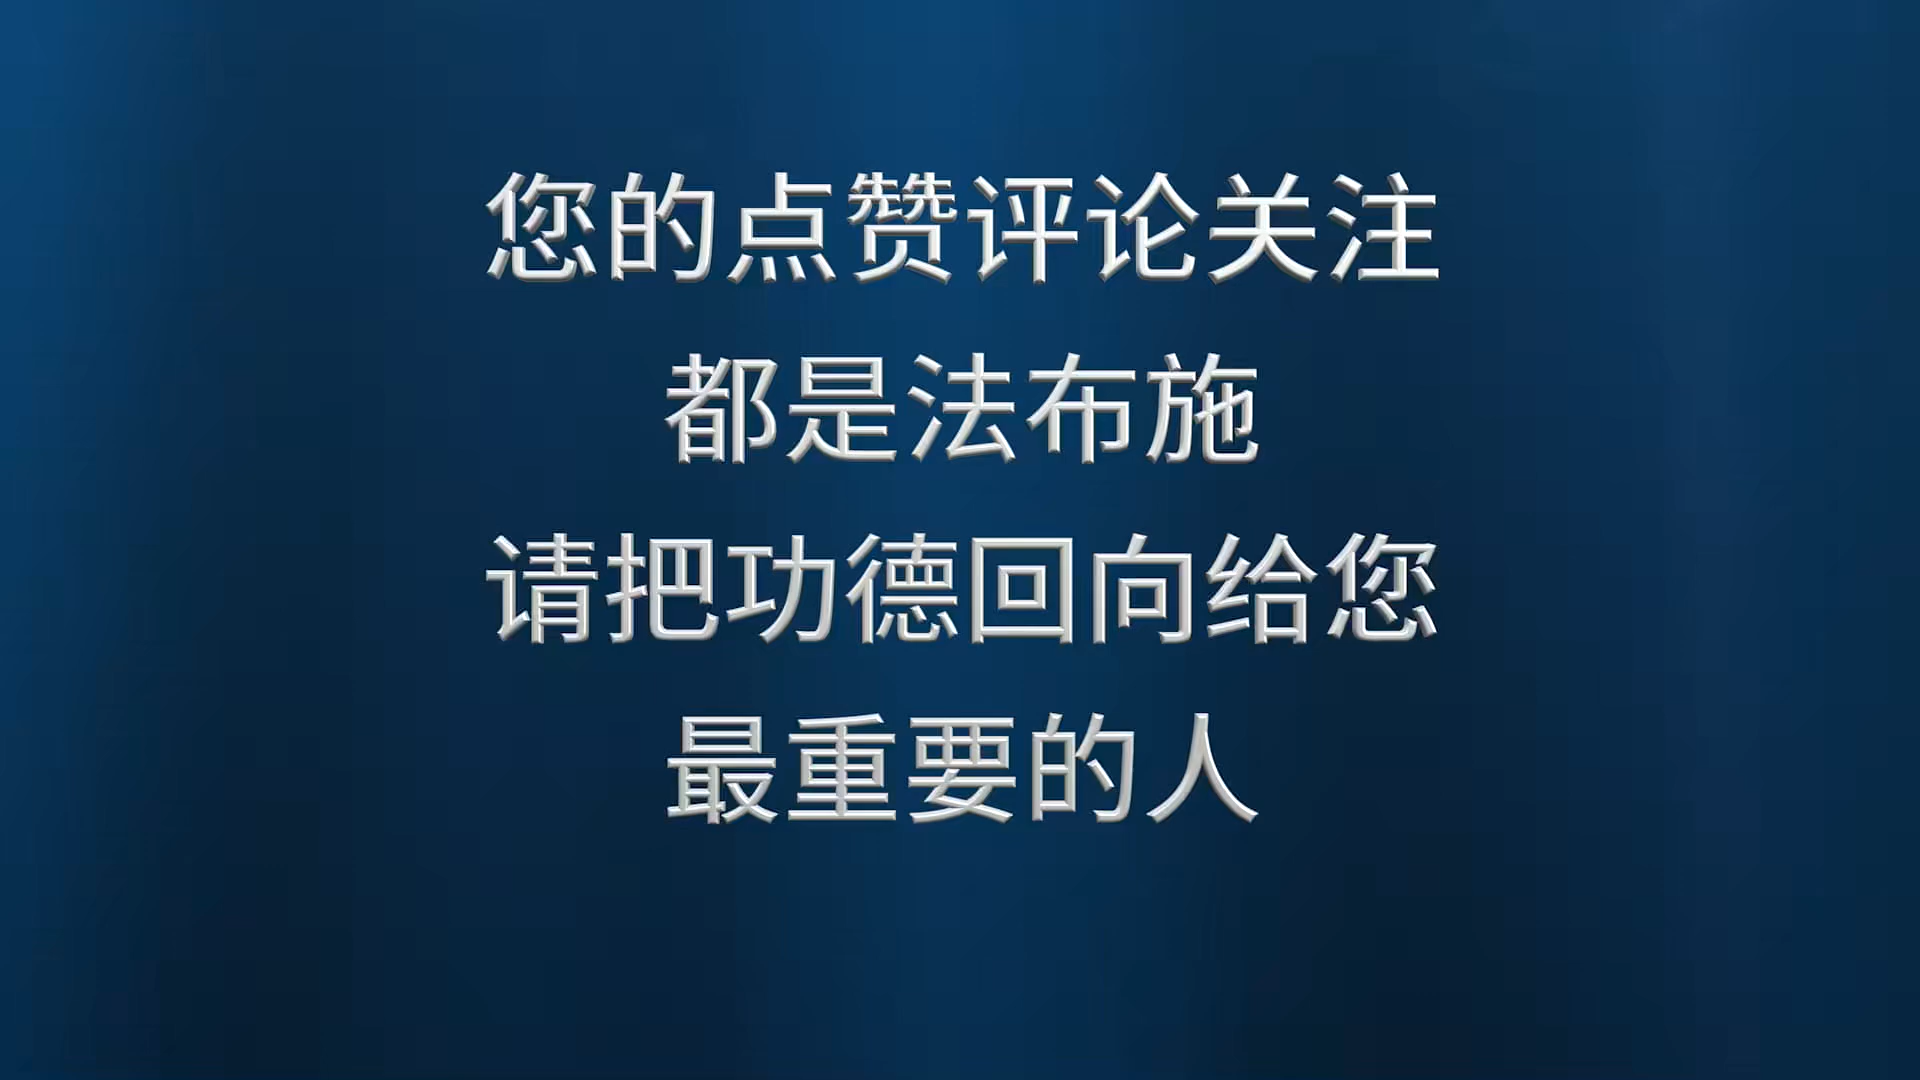 您的点赞评论关注
都是法布施
请把功德回向给您
最重要的人